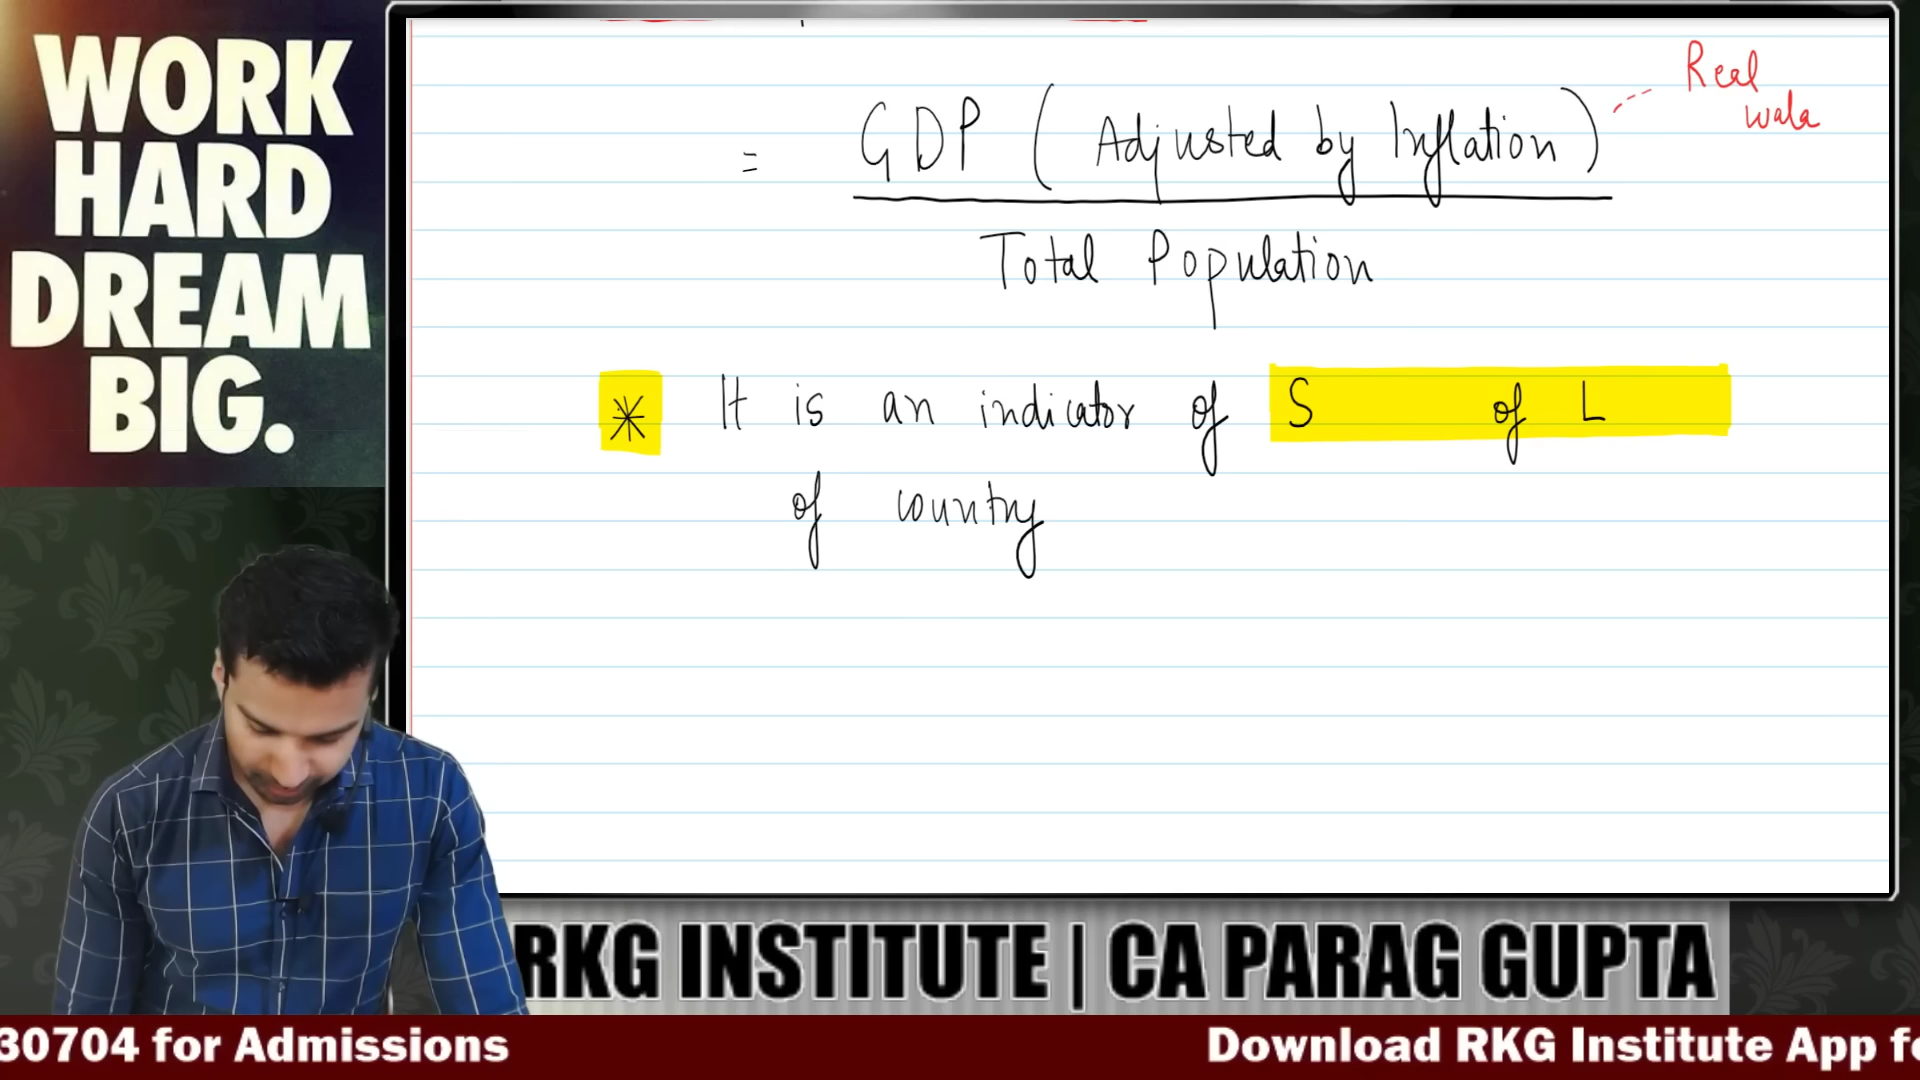 WORK
HARD
DREAM
BIG.
= GDP (Adjusted by Inflation)
Real
wala
Total Population
* It is an indicator of S of L
of country
RKG INSTITUTE | CA PARAG GUPTA
30704 for Admissions
Download RKG Institute App fo